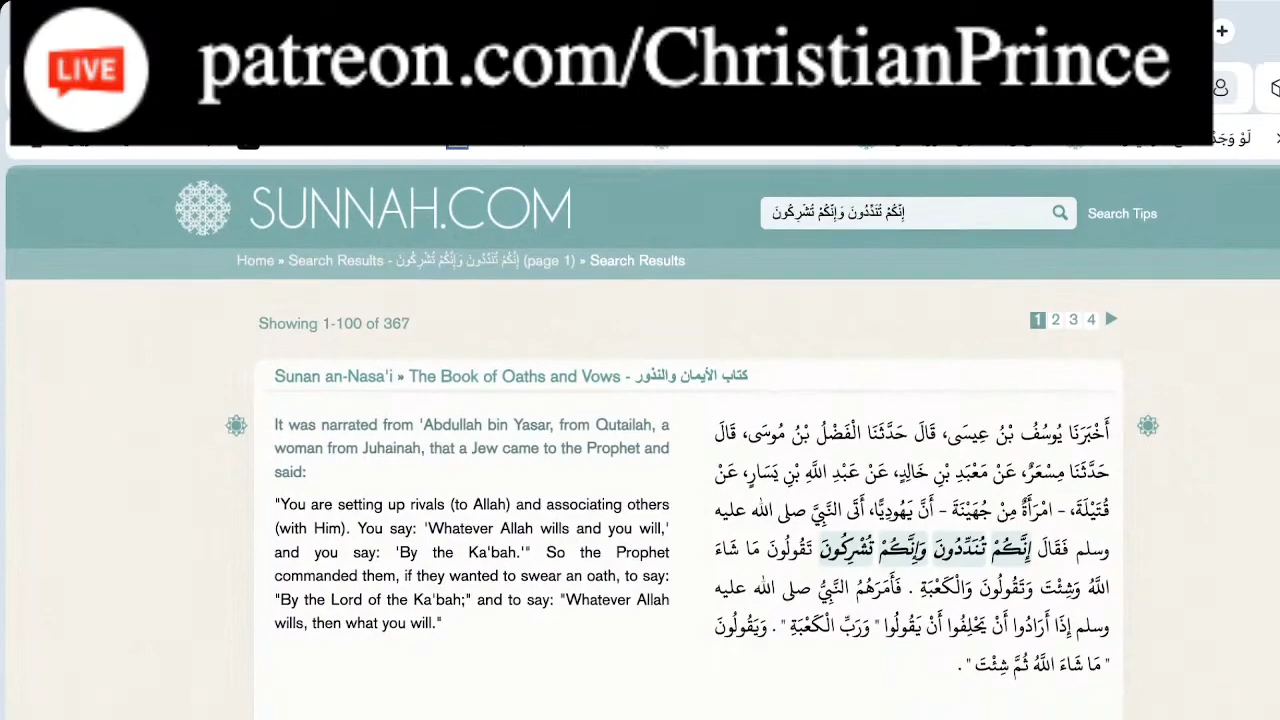 LIVE
patreon.com/ChristianPrince
SUNNAH.COM
إِنَّكُمْ تُنَدِّدُونَ وَإِنَّكُمْ تُشْرِكُونَ
Search Tips
Home » Search Results - إِنَّكُمْ تُنَدِّدُونَ وَإِنَّكُمْ تُشْرِكُونَ (page 1) » Search Results
Showing 1-100 of 367
1 2 3 4
Sunan an-Nasa'i » The Book of Oaths and Vows - كتاب الأيمان والنذور
It was narrated from 'Abdullah bin Yasar, from Qutailah, a
woman from Juhainah, that a Jew came to the Prophet and
said:
"You are setting up rivals (to Allah) and associating others
(with Him). You say: 'Whatever Allah wills and you will,'
and you say: 'By the Ka'bah.'" So the Prophet
commanded them, if they wanted to swear an oath, to say:
"By the Lord of the Ka'bah;" and to say: "Whatever Allah
wills, then what you will."
أَخْبَرَنَا يُوسُفُ بْنُ عِيسَى، قَالَ حَدَّثَنَا الْفَضْلُ بْنُ مُوسَى، قَالَ
حَدَّثَنَا مِسْعَرٌ، عَنْ مَعْبَدِ بْنِ خَالِدٍ، عَنْ عَبْدِ اللَّهِ بْنِ يَسَارٍ، عَنْ
قُتَيْلَةَ، - امْرَأَةٌ مِنْ جُهَيْنَةَ - أَنَّ يَهُودِيًّا، أَتَى النَّبِيَّ صلى الله عليه
وسلم فَقَالَ إِنَّكُمْ تُنَدِّدُونَ وَإِنَّكُمْ تُشْرِكُونَ تَقُولُونَ مَا شَاءَ
اللَّهُ وَشِئْتَ وَتَقُولُونَ وَالْكَعْبَةِ . فَأَمَرَهُمُ النَّبِيُّ صلى الله عليه
وسلم إِذَا أَرَادُوا أَنْ يَحْلِفُوا أَنْ يَقُولُوا " وَرَبِّ الْكَعْبَةِ " . وَيَقُولُونَ
" مَا شَاءَ اللَّهُ ثُمَّ شِئْتَ " .